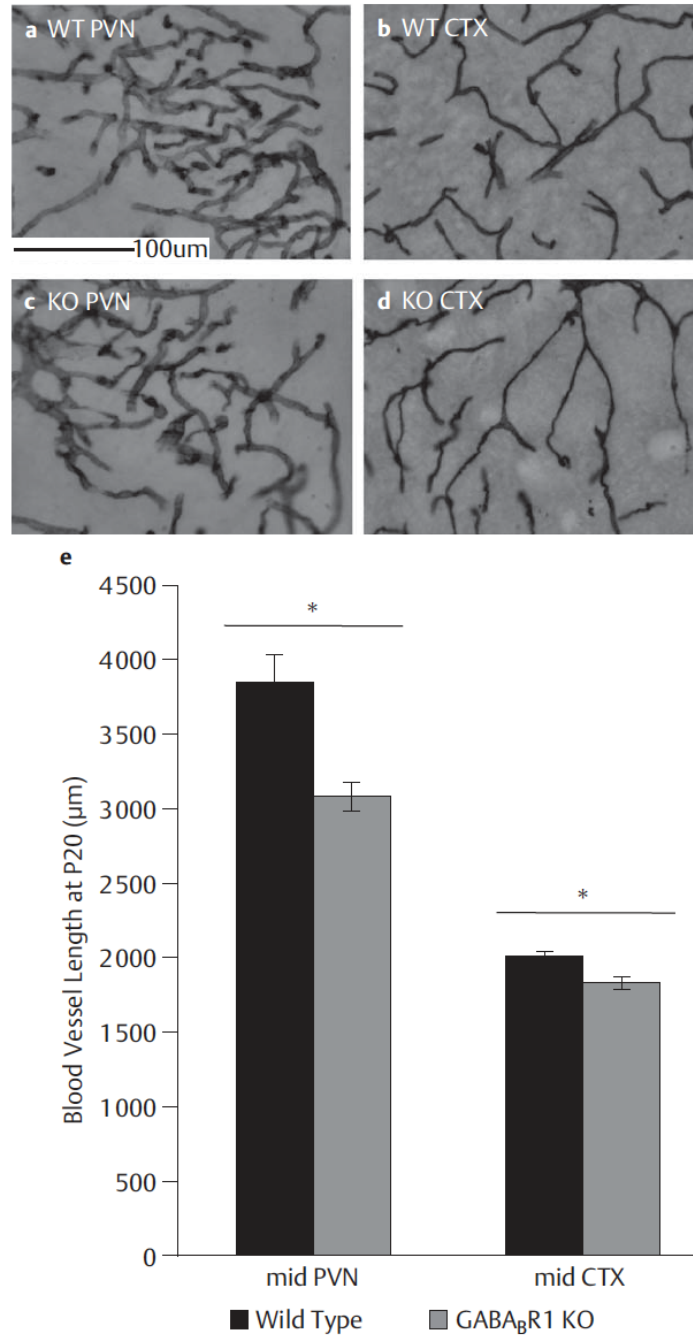 a WT PVN
b WT CTX
100um
c KO PVN
d KO CTX
e
Blood Vessel Length at P20 (µm)
4500
4000
3500
3000
2500
2000
1500
1000
500
0
*
*
mid PVN
mid CTX
Wild Type
GABA_BR1 KO